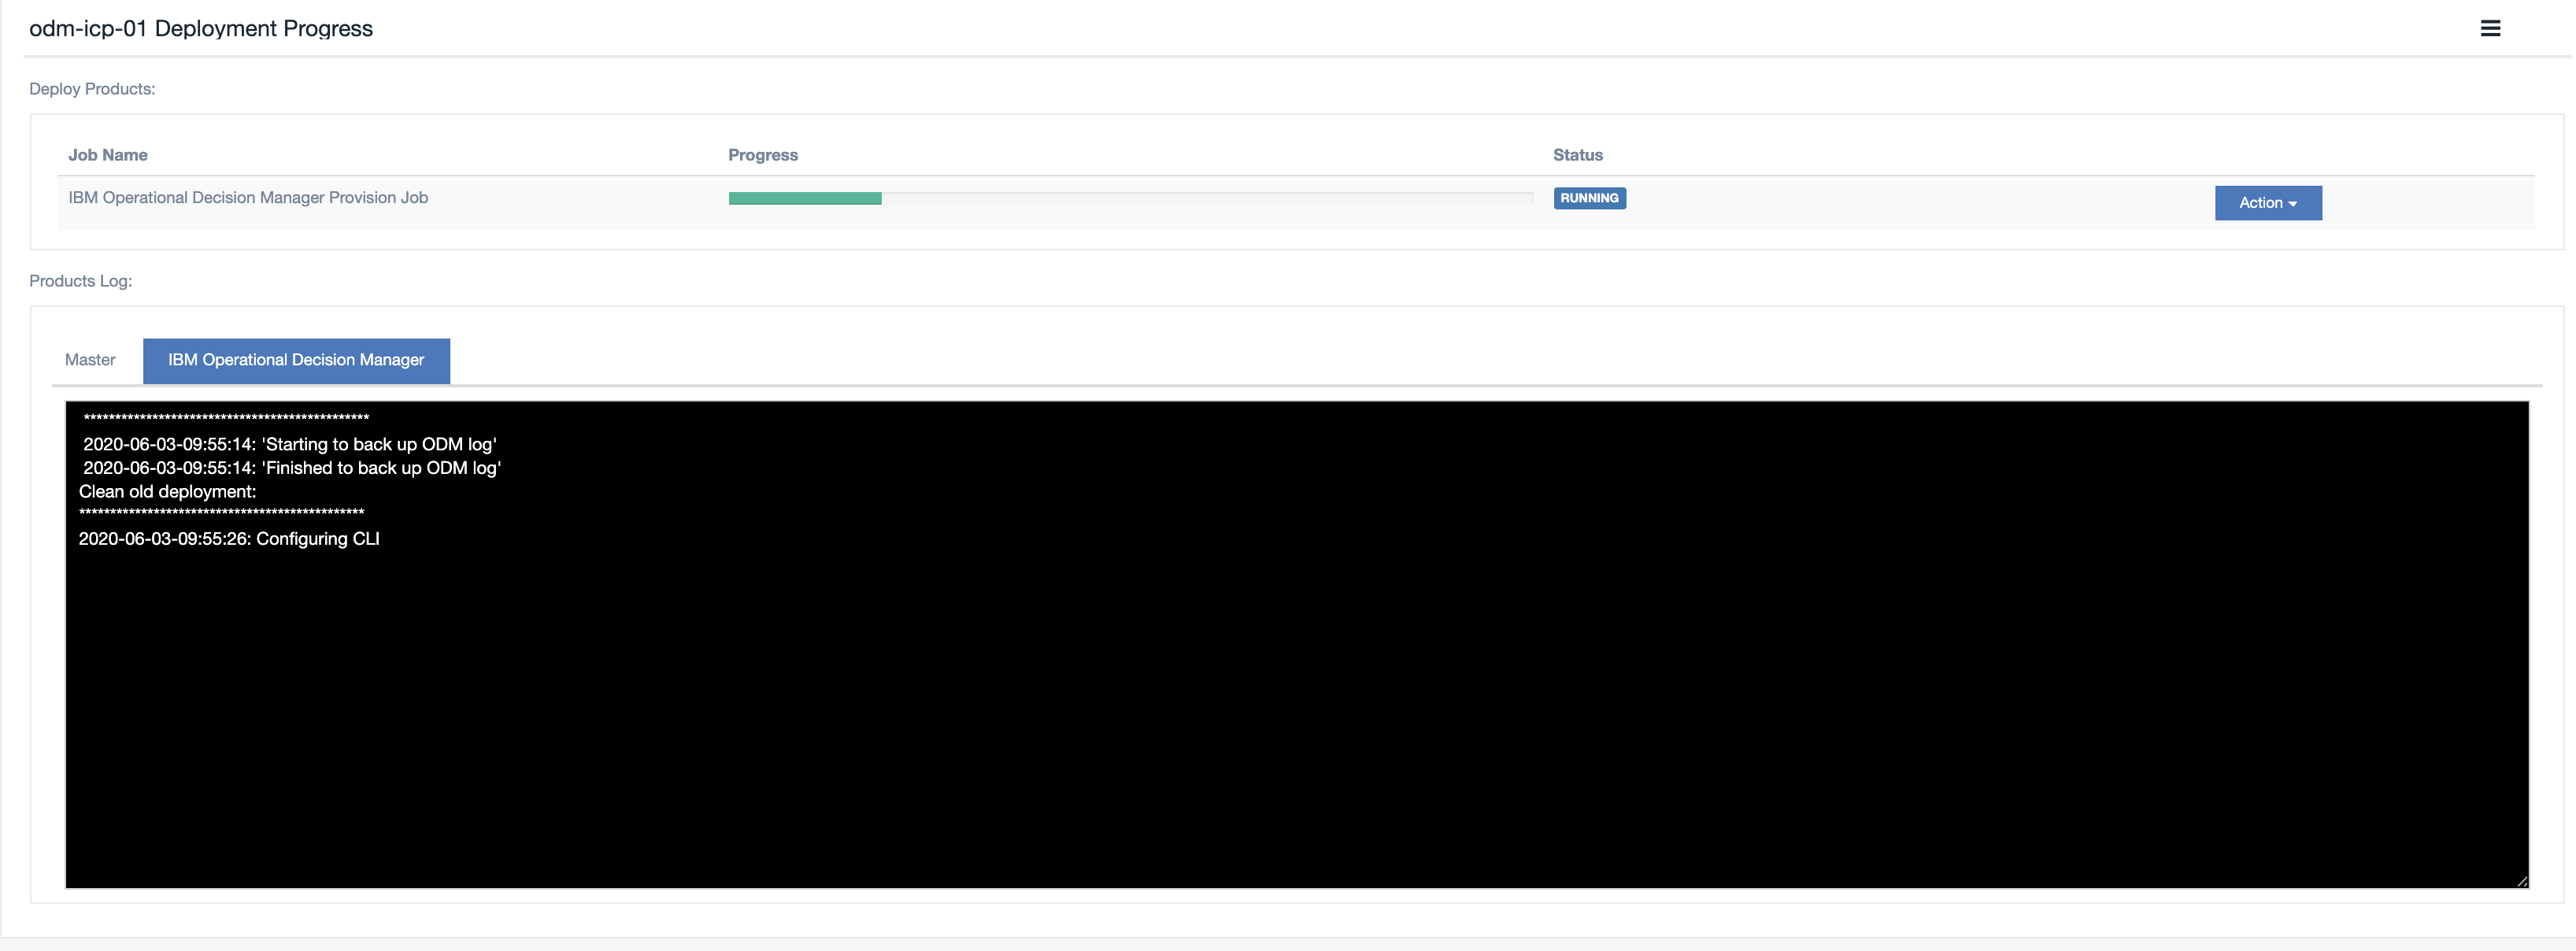 odm-icp-01 Deployment Progress
Deploy Products:
Job Name Progress Status
IBM Operational Decision Manager Provision Job RUNNING Action
Products Log:
Master IBM Operational Decision Manager
**********************************************
2020-06-03-09:55:14: 'Starting to back up ODM log'
2020-06-03-09:55:14: 'Finished to back up ODM log'
Clean old deployment:
**********************************************
2020-06-03-09:55:26: Configuring CLI